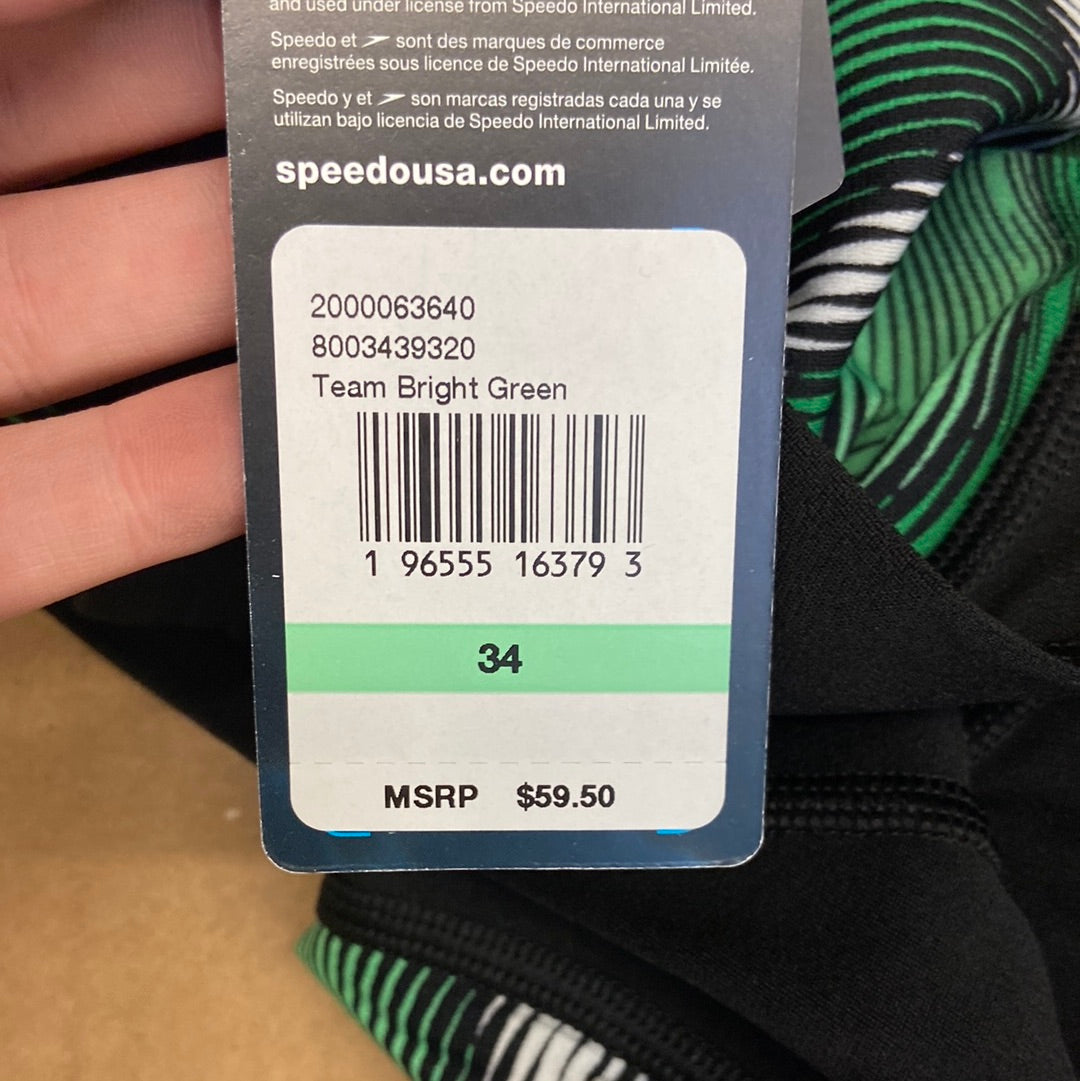 and used under license from Speedo International Limited.
Speedo et sont des marques de commerce
enregistrées sous licence de Speedo International Limitée.
Speedo y et son marcas registradas cada una y se
utilizan bajo licencia de Speedo International Limited.
speedousa.com
2000063640
8003439320
Team Bright Green
1 96555 16379 3
34
MSRP $59.50